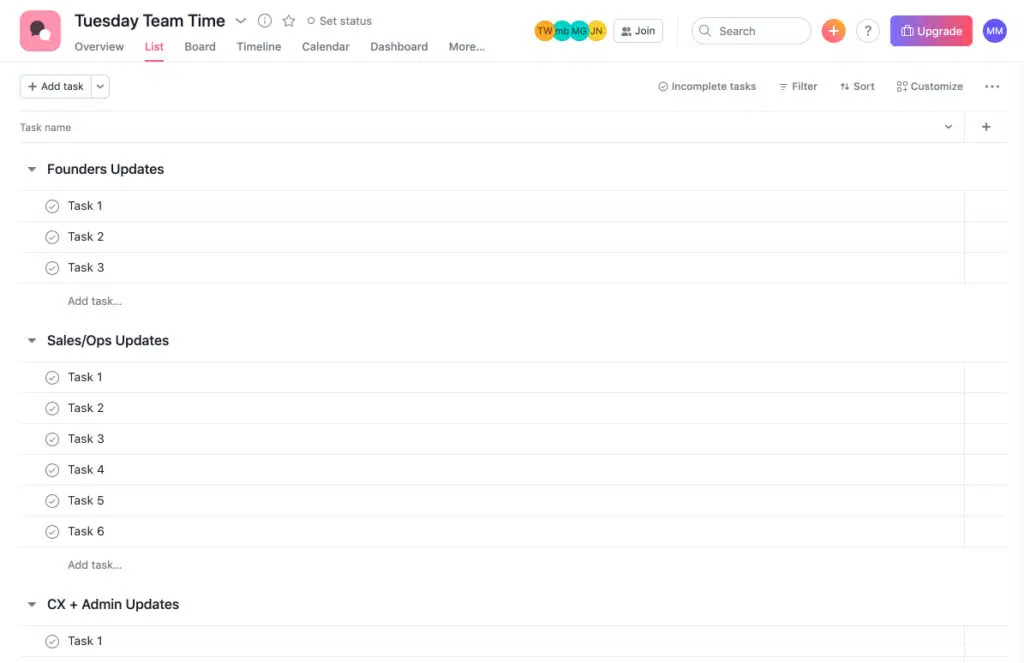 Tuesday Team Time Set status
Overview List Board Timeline Calendar Dashboard More...
TW mb MG JN Join Search + ? Upgrade MM
+ Add task Incomplete tasks Filter Sort Customize ...
Task name +
Founders Updates
Task 1
Task 2
Task 3
Add task...
Sales/Ops Updates
Task 1
Task 2
Task 3
Task 4
Task 5
Task 6
Add task...
CX + Admin Updates
Task 1